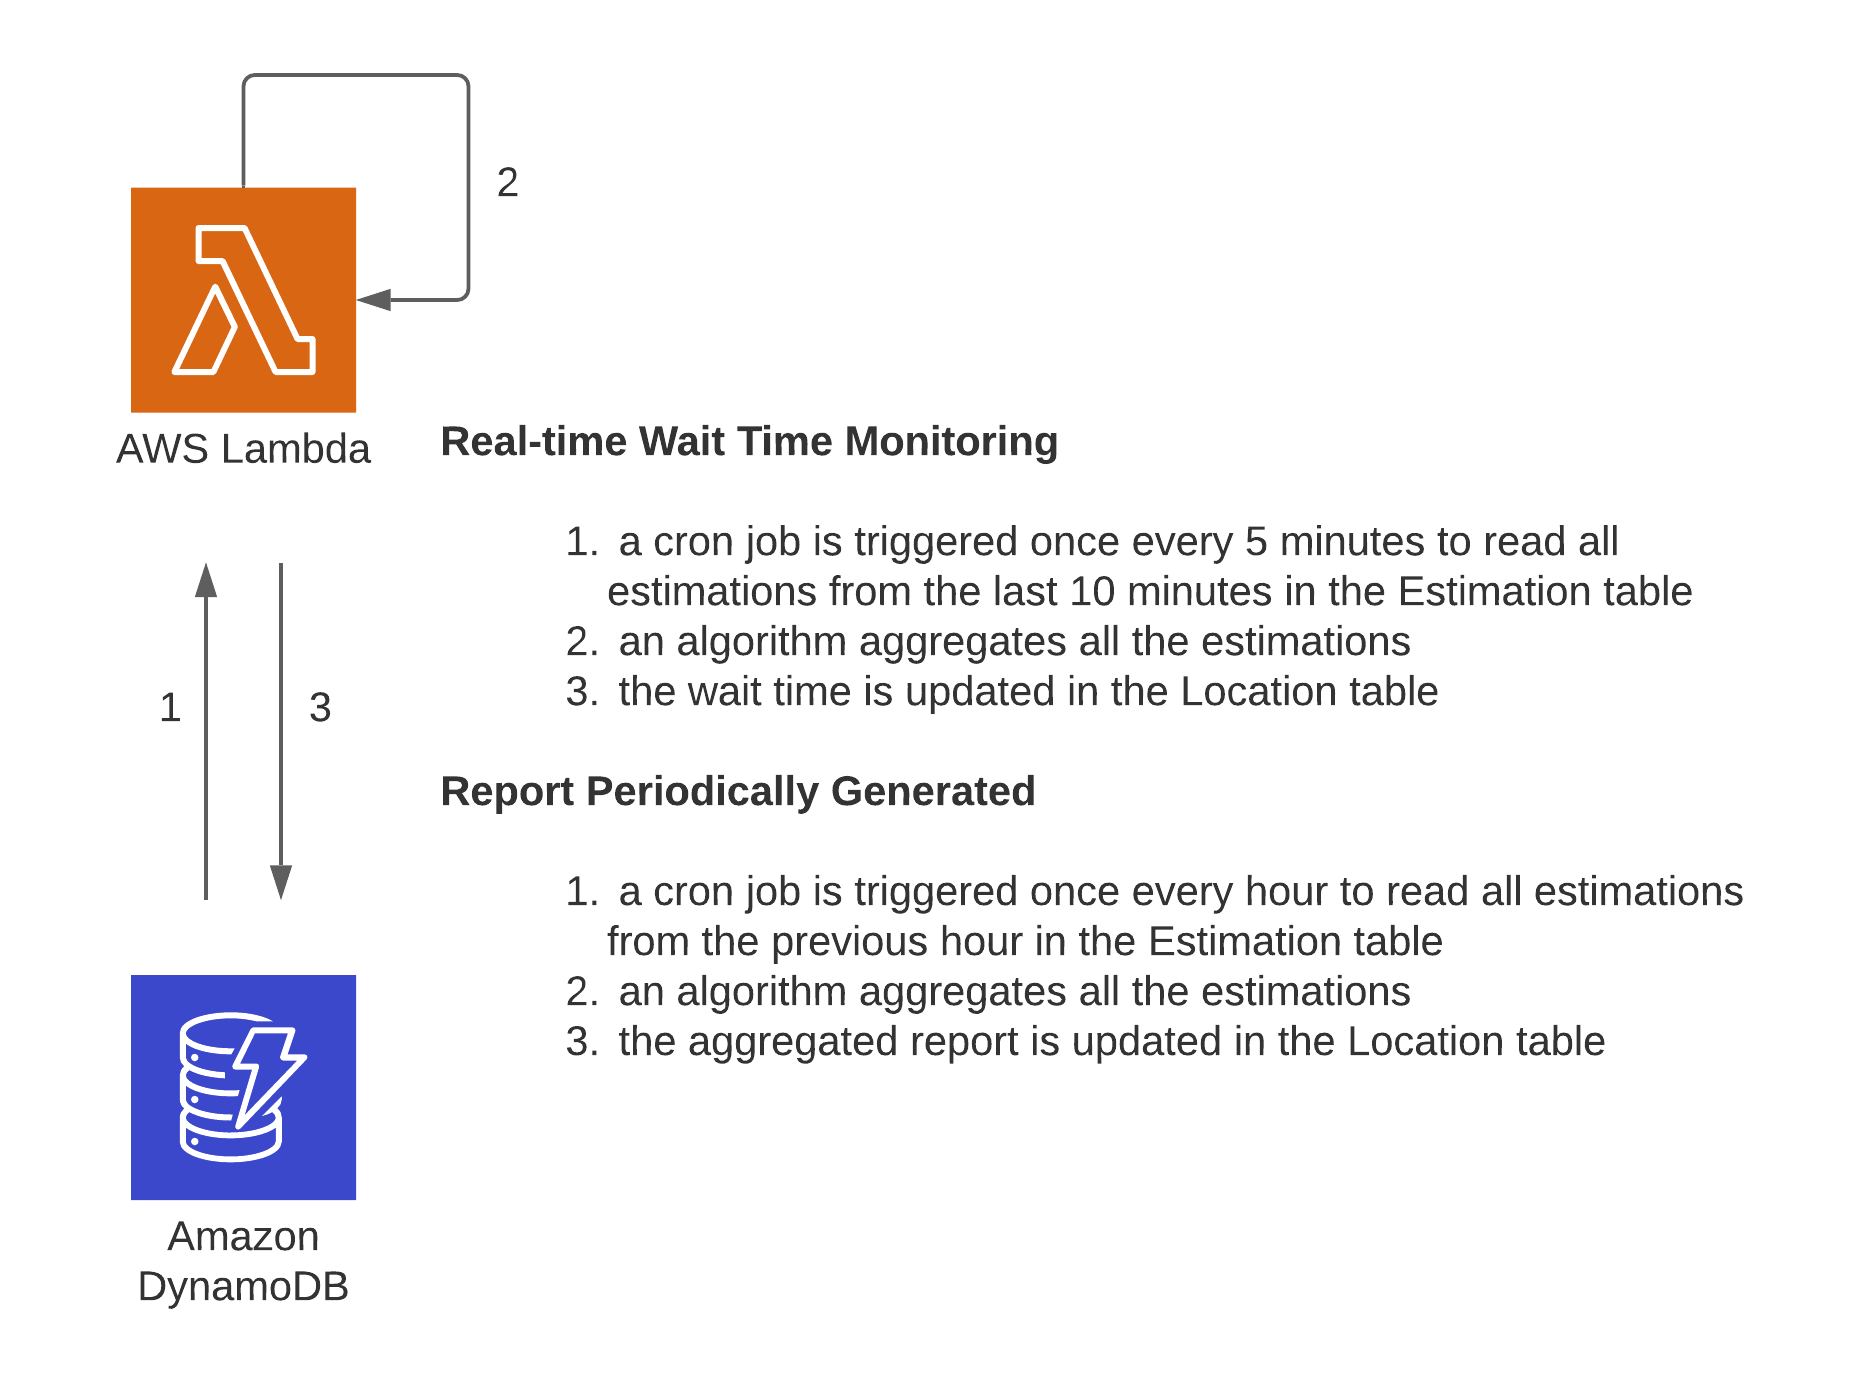 2
AWS Lambda
Real-time Wait Time Monitoring
1. a cron job is triggered once every 5 minutes to read all
estimations from the last 10 minutes in the Estimation table
2. an algorithm aggregates all the estimations
3. the wait time is updated in the Location table
1
3
Report Periodically Generated
1. a cron job is triggered once every hour to read all estimations
from the previous hour in the Estimation table
2. an algorithm aggregates all the estimations
3. the aggregated report is updated in the Location table
Amazon
DynamoDB